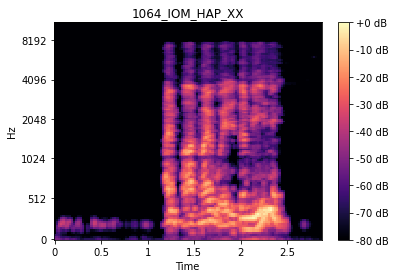 1064_IOM_HAP_XX
+0 dB
8192
-10 dB
4096
-20 dB
-30 dB
2048
Hz
-40 dB
1024
-50 dB
512
-60 dB
-70 dB
0
-80 dB
0 0.5 1 1.5 2 2.5
Time